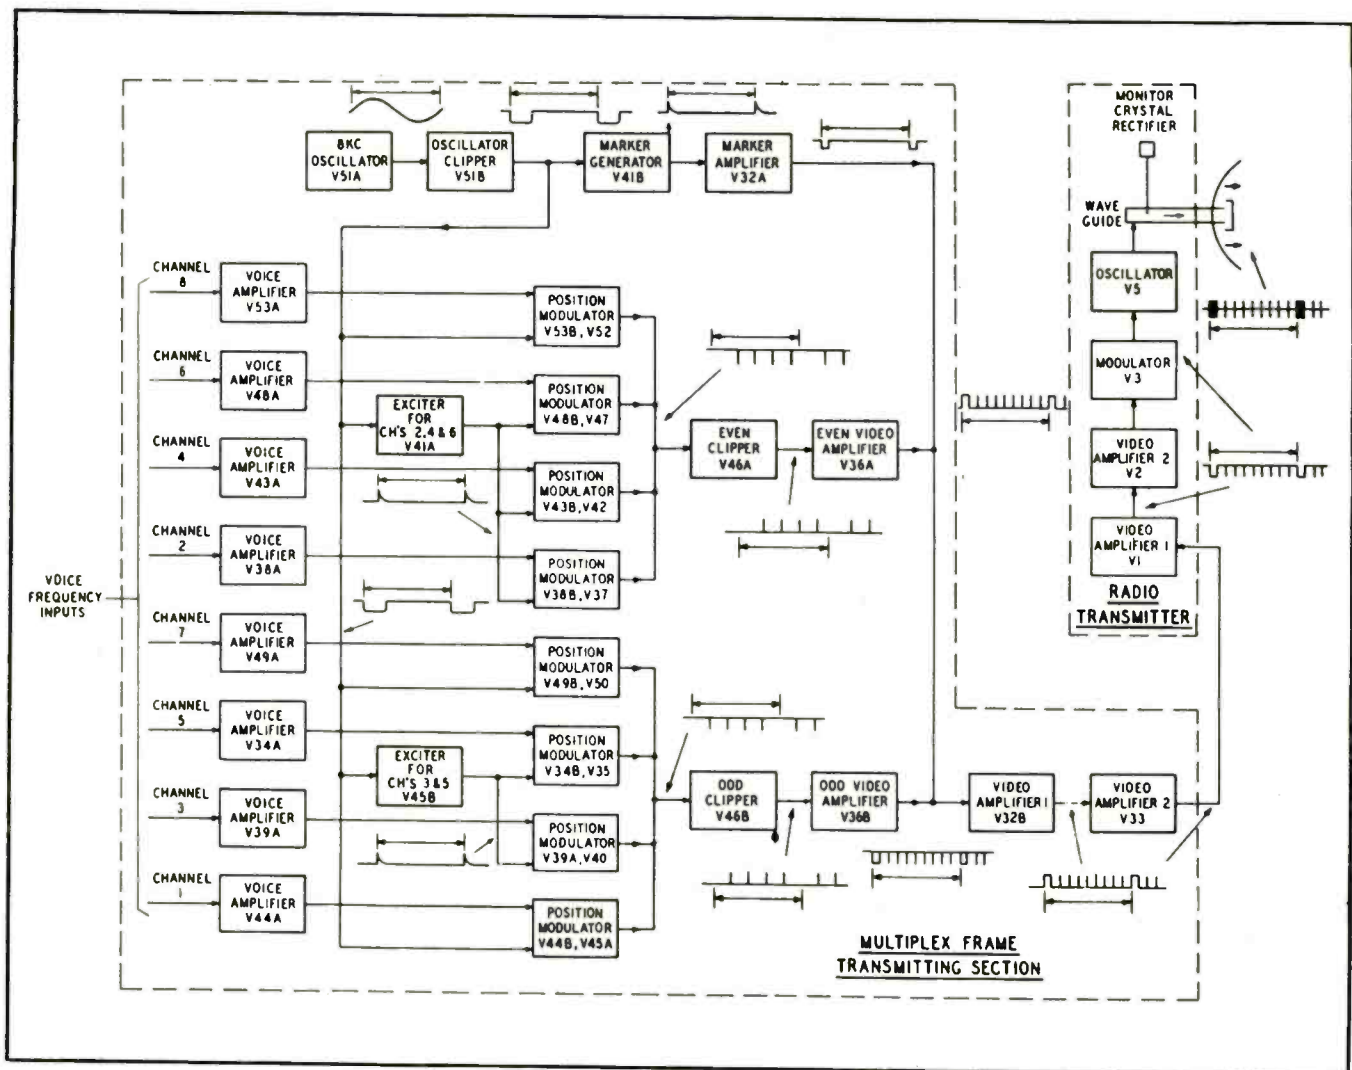 MONITOR
CRYSTAL
RECTIFIER
8KC
OSCILLATOR
V51A
OSCILLATOR
CLIPPER
V51B
MARKER
GENERATOR
V41B
MARKER
AMPLIFIER
V32A
WAVE
GUIDE
OSCILLATOR
V5
MODULATOR
V3
VIDEO
AMPLIFIER 2
V2
VIDEO
AMPLIFIER 1
V1
RADIO
TRANSMITTER
VOICE
FREQUENCY
INPUTS
CHANNEL
8
VOICE
AMPLIFIER
V53A
POSITION
MODULATOR
V53B, V52
CHANNEL
6
VOICE
AMPLIFIER
V48A
EXCITER
FOR
CH'S 2,4 & 6
V41A
POSITION
MODULATOR
V48B, V47
CHANNEL
4
VOICE
AMPLIFIER
V43A
POSITION
MODULATOR
V43B, V42
EVEN
CLIPPER
V46A
EVEN VIDEO
AMPLIFIER
V36A
CHANNEL
2
VOICE
AMPLIFIER
V38A
POSITION
MODULATOR
V38B, V37
CHANNEL
7
VOICE
AMPLIFIER
V49A
POSITION
MODULATOR
V49B, V50
CHANNEL
5
VOICE
AMPLIFIER
V34A
EXCITER
FOR
CH'S 3 & 5
V45B
POSITION
MODULATOR
V34B, V35
CHANNEL
3
VOICE
AMPLIFIER
V39A
POSITION
MODULATOR
V39A, V40
ODD
CLIPPER
V46B
ODD VIDEO
AMPLIFIER
V36B
VIDEO
AMPLIFIER 1
V32B
VIDEO
AMPLIFIER 2
V33
CHANNEL
1
VOICE
AMPLIFIER
V44A
POSITION
MODULATOR
V44B, V45A
MULTIPLEX FRAME
TRANSMITTING SECTION